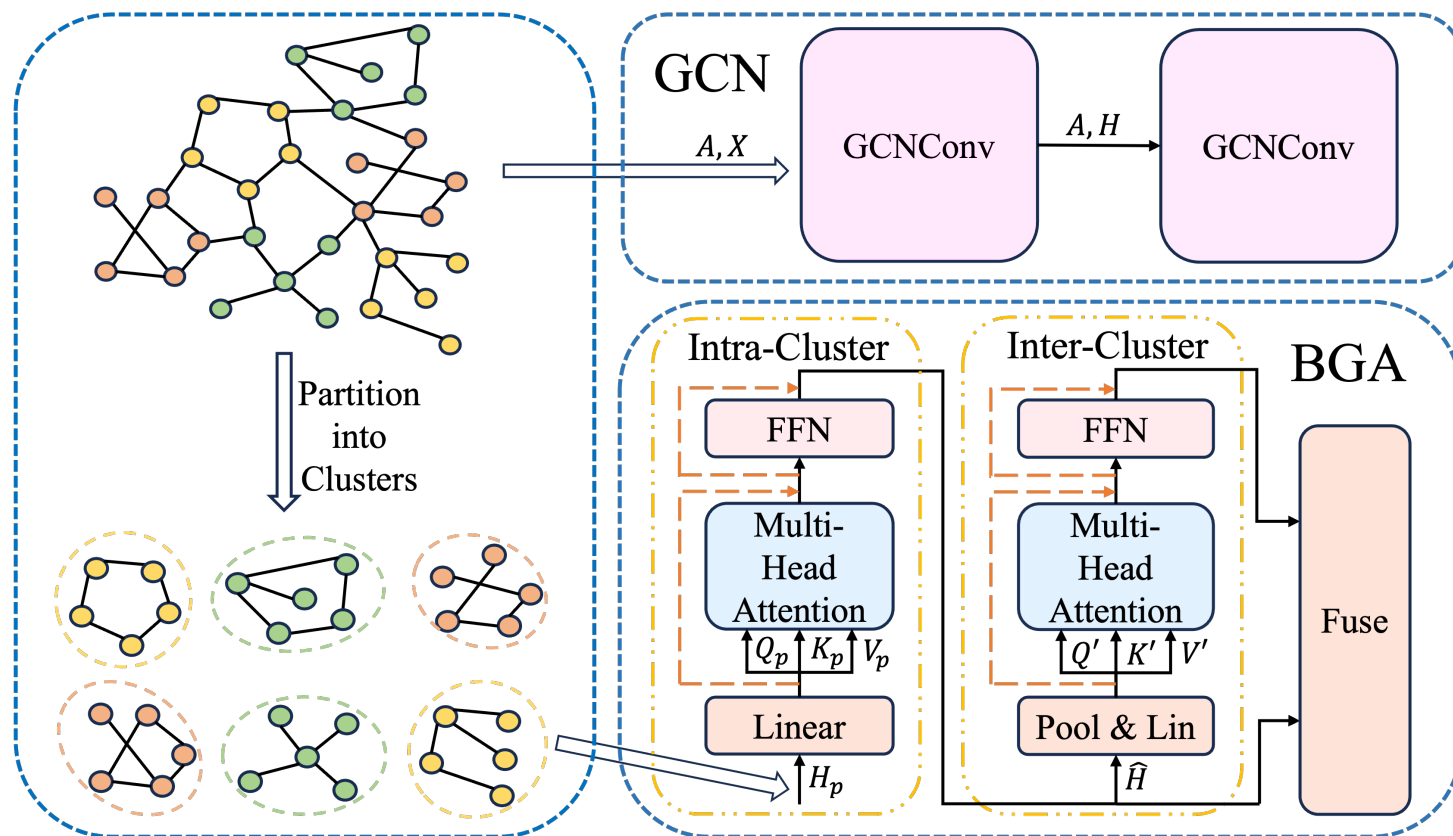 GCN
A, X
GCNConv
A, H
GCNConv
Partition
into
Clusters
BGA
Intra-Cluster
FFN
Multi-
Head
Attention
Q_p K_p V_p
Linear
H_p
Inter-Cluster
FFN
Multi-
Head
Attention
Q′ K′ V′
Pool & Lin
Ĥ
Fuse